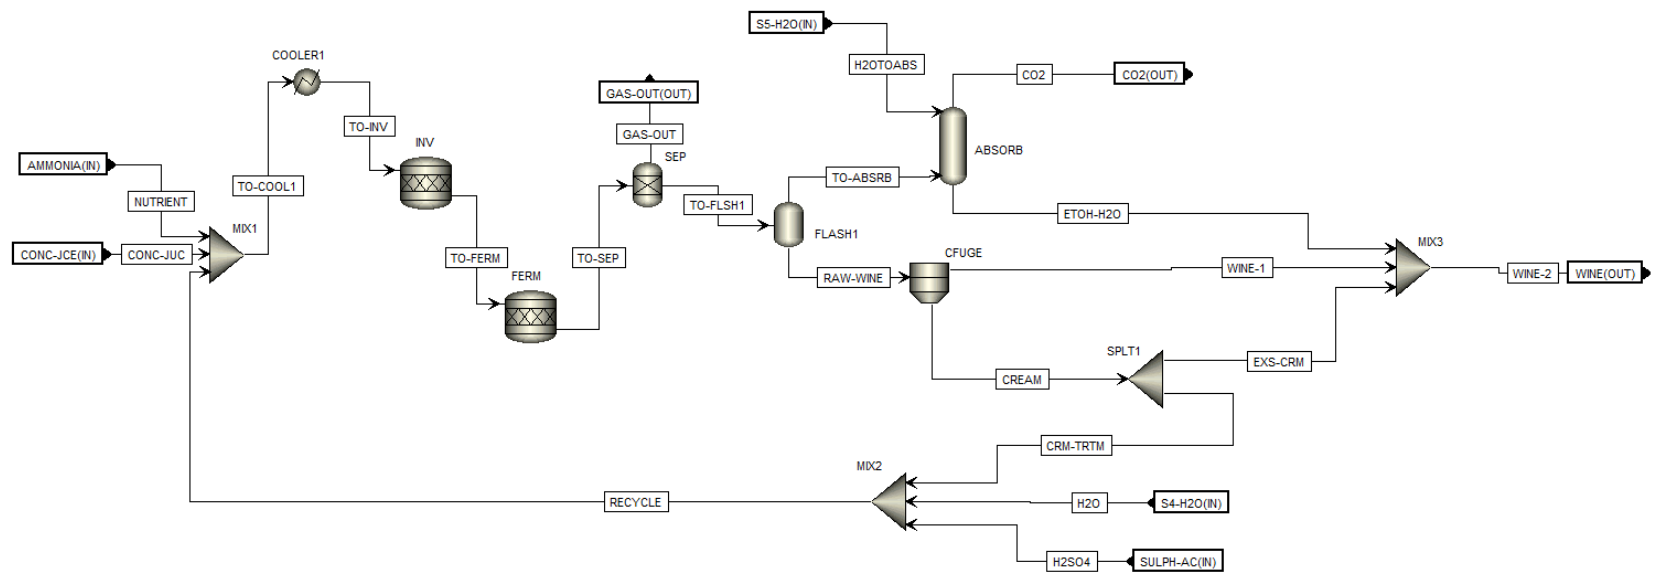 S5-H2O(IN)
COOLER1
H2OTOABS
CO2
CO2(OUT)
GAS-OUT(OUT)
TO-INV
GAS-OUT
INV
SEP
ABSORB
AMMONIA(IN)
TO-COOL1
TO-ABSRB
NUTRIENT
TO-FLSH1
ETOH-H2O
MIX1
FLASH1
MIX3
CONC-JCE(IN)
CONC-JUC
TO-FERM
TO-SEP
CFUGE
WINE-1
FERM
RAW-WINE
WINE-2
WINE(OUT)
SPLT1
EXS-CRM
CREAM
CRM-TRTM
MIX2
RECYCLE
H2O
S4-H2O(IN)
H2SO4
SULPH-AC(IN)